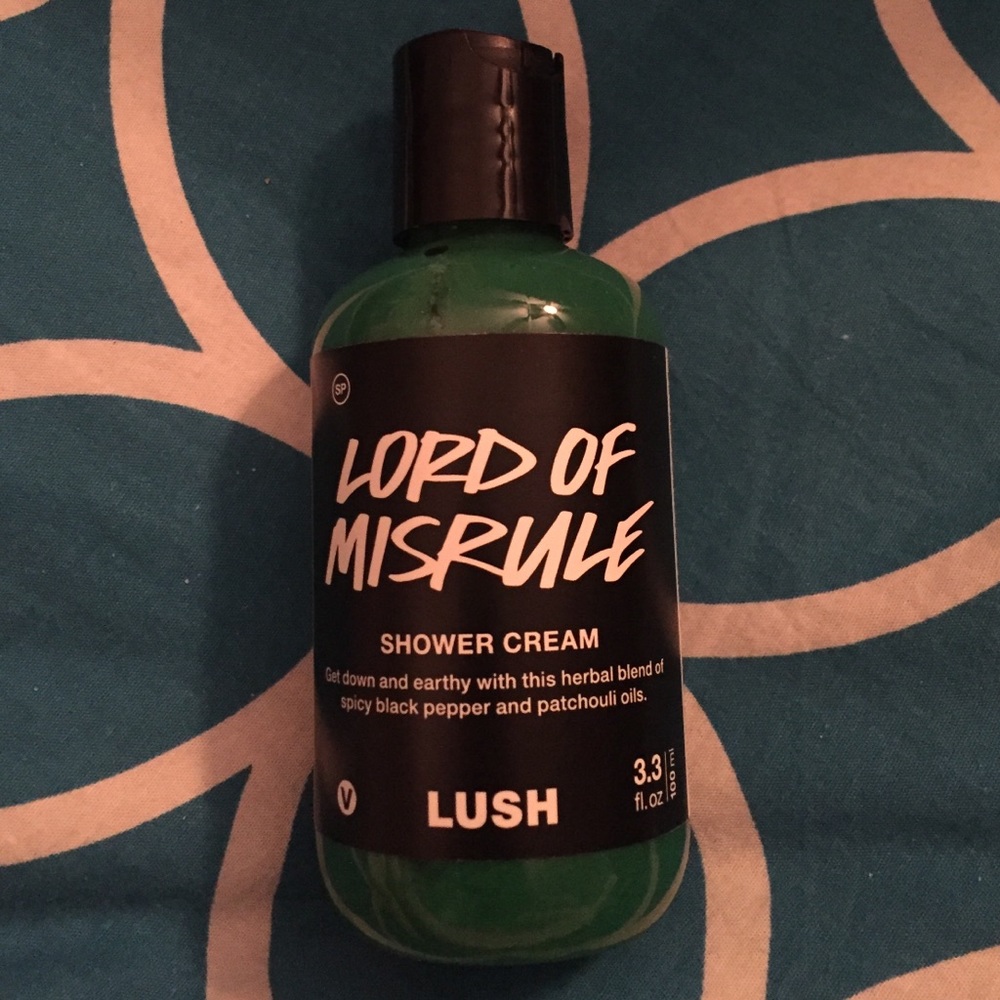 SP
LORD OF
MISRULE
SHOWER CREAM
Get down and earthy with this herbal blend of
spicy black pepper and patchouli oils.
V
LUSH
3.3
fl.oz
100 ml